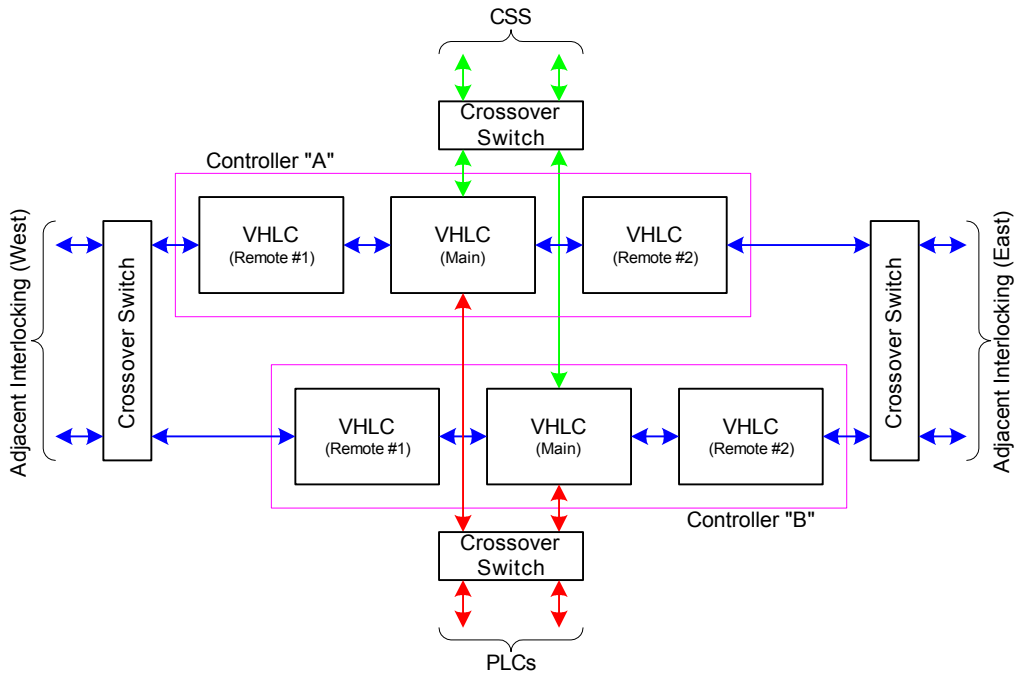 CSS
Crossover
Switch
Controller "A"
VHLC
(Remote #1)
VHLC
(Main)
VHLC
(Remote #2)
Adjacent Interlocking (West)
Crossover Switch
Crossover Switch
Adjacent Interlocking (East)
VHLC
(Remote #1)
VHLC
(Main)
VHLC
(Remote #2)
Controller "B"
Crossover
Switch
PLCs